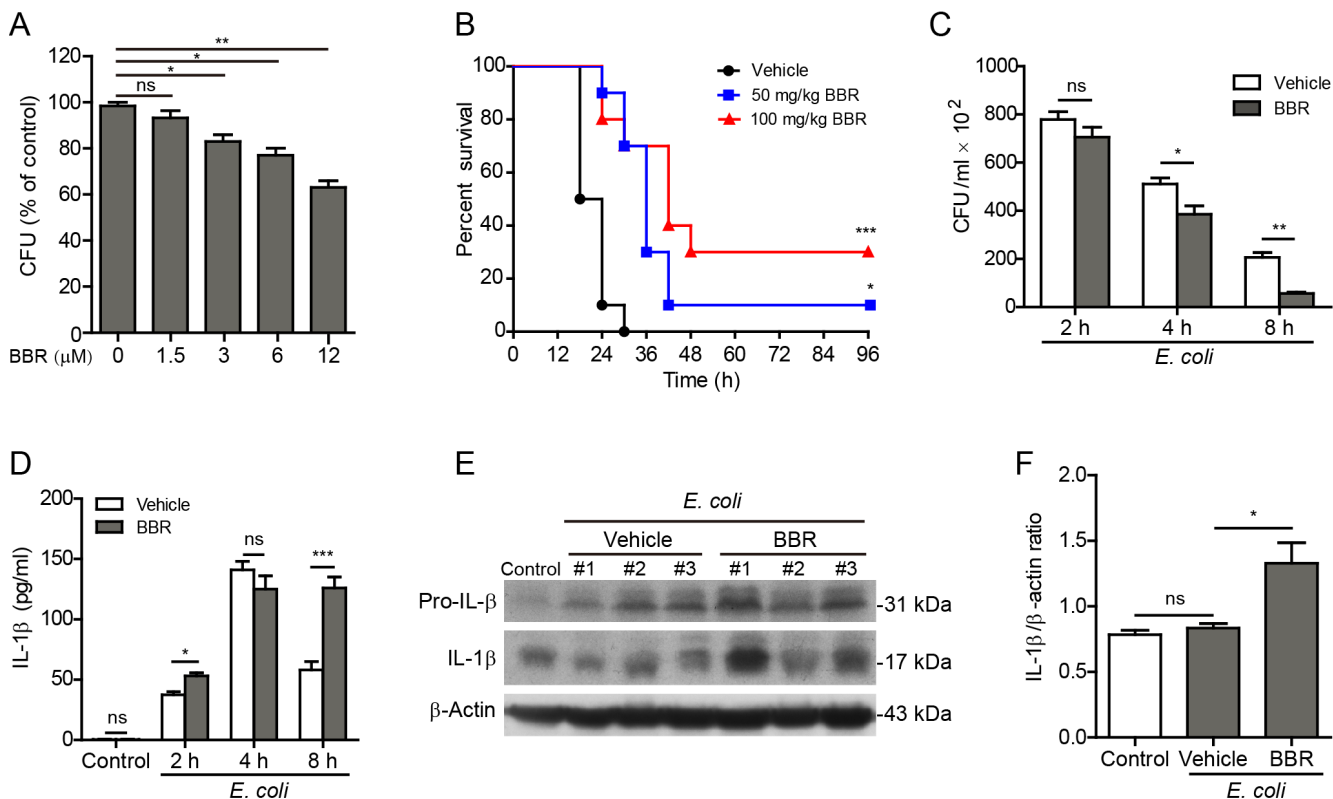 A
**
*
*
ns
CFU (% of control)
120
100
80
60
40
20
0
BBR (μM)
0 1.5 3 6 12
B
Percent survival
100
80
60
40
20
0
Vehicle
50 mg/kg BBR
100 mg/kg BBR
***
*
0 12 24 36 48 60 72 84 96
Time (h)
C
CFU/ml × 10²
1000
800
600
400
200
0
Vehicle
BBR
ns
*
**
2 h 4 h 8 h
E. coli
D
IL-1β (pg/ml)
200
150
100
50
0
Vehicle
BBR
ns
*
ns
***
Control 2 h 4 h 8 h
E. coli
E
E. coli
Vehicle BBR
Control #1 #2 #3 #1 #2 #3
Pro-IL-β -31 kDa
IL-1β -17 kDa
β-Actin -43 kDa
F
IL-1β/β-actin ratio
2.0
1.5
1.0
0.5
0.0
ns
*
Control Vehicle BBR
E. coli